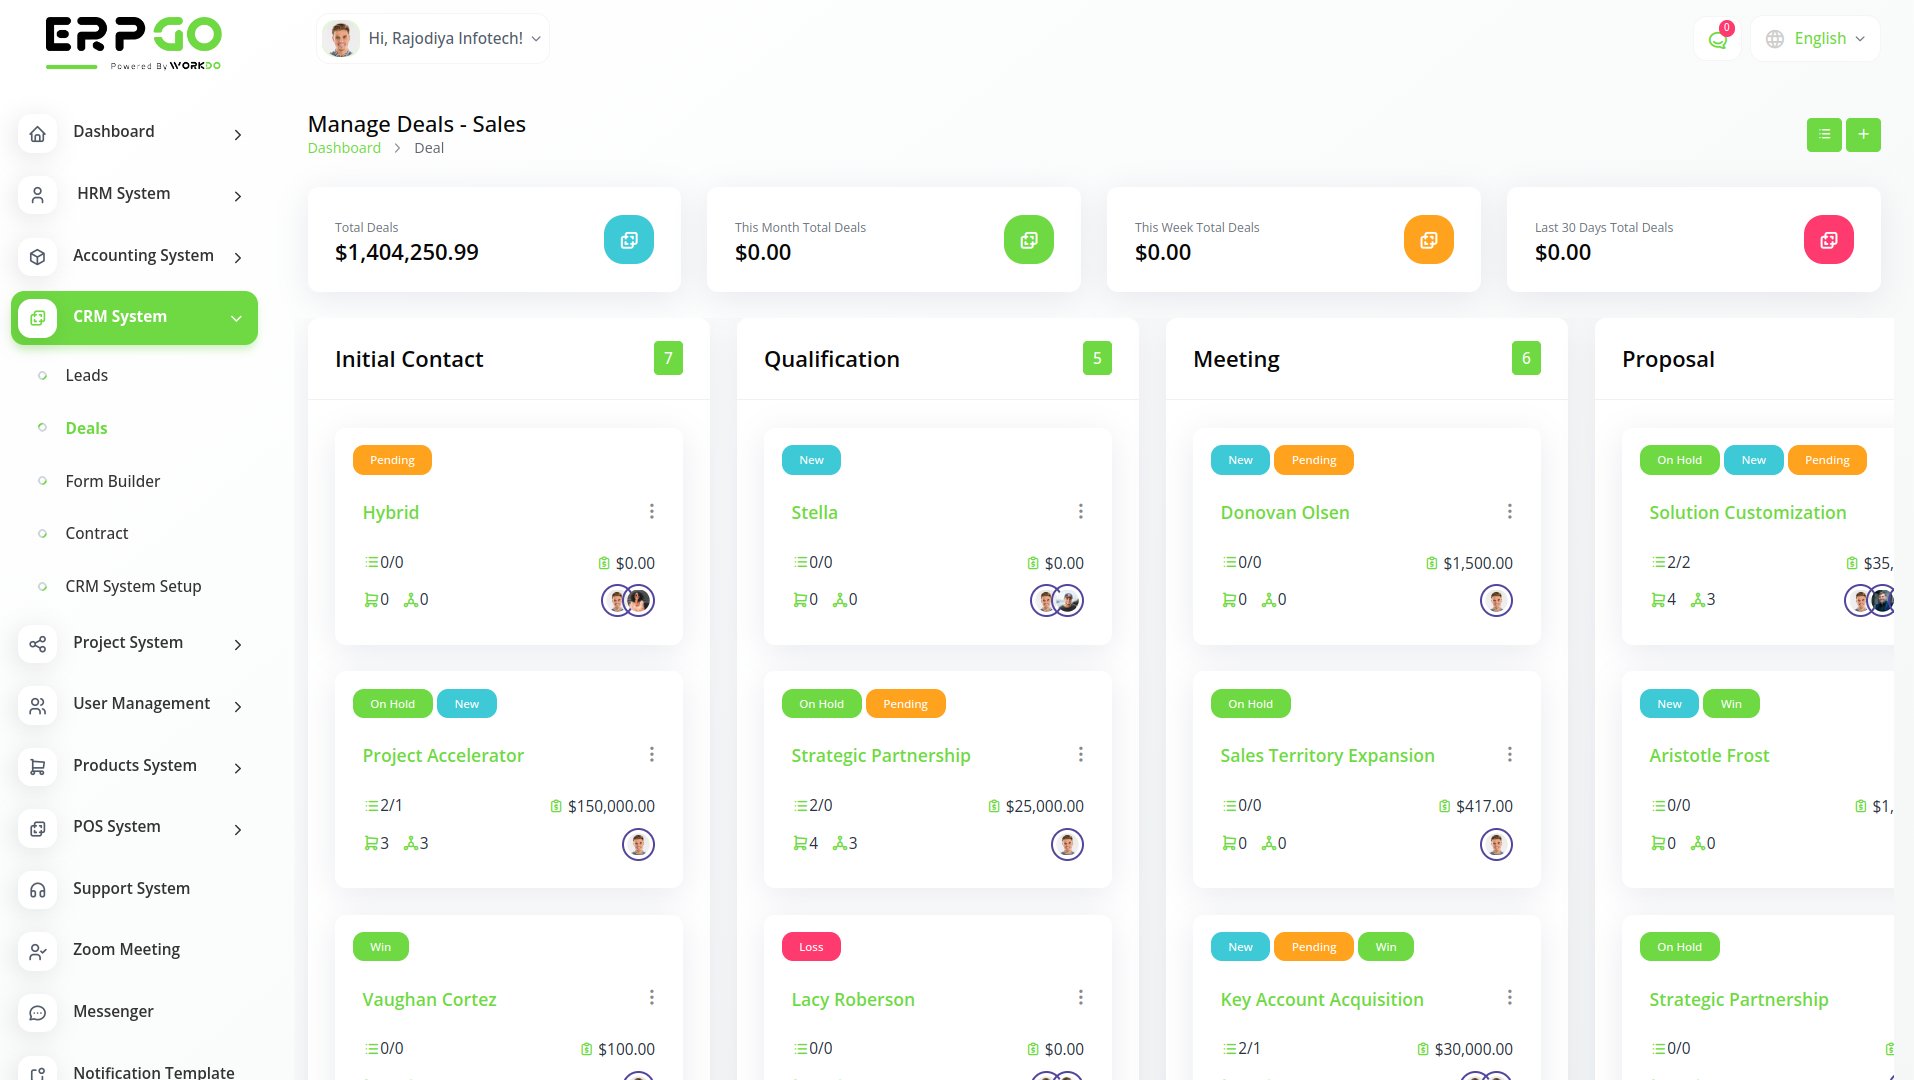 ERPGO
Powered By WORKDO
Hi, Rajodiya Infotech!
0
English
Dashboard
HRM System
Accounting System
CRM System
Leads
Deals
Form Builder
Contract
CRM System Setup
Project System
User Management
Products System
POS System
Support System
Zoom Meeting
Messenger
Notification Template
Manage Deals - Sales
Dashboard > Deal
Total Deals
$1,404,250.99
This Month Total Deals
$0.00
This Week Total Deals
$0.00
Last 30 Days Total Deals
$0.00
Initial Contact 7
Pending
Hybrid
0/0 $0.00
0 0
On Hold New
Project Accelerator
2/1 $150,000.00
3 3
Win
Vaughan Cortez
0/0 $100.00
Qualification 5
New
Stella
0/0 $0.00
0 0
On Hold Pending
Strategic Partnership
2/0 $25,000.00
4 3
Loss
Lacy Roberson
0/0 $0.00
Meeting 6
New Pending
Donovan Olsen
0/0 $1,500.00
0 0
On Hold
Sales Territory Expansion
0/0 $417.00
0 0
New Pending Win
Key Account Acquisition
2/1 $30,000.00
Proposal
On Hold New Pending
Solution Customization
2/2 $35,
4 3
New Win
Aristotle Frost
0/0 $1,
0 0
On Hold
Strategic Partnership
0/0